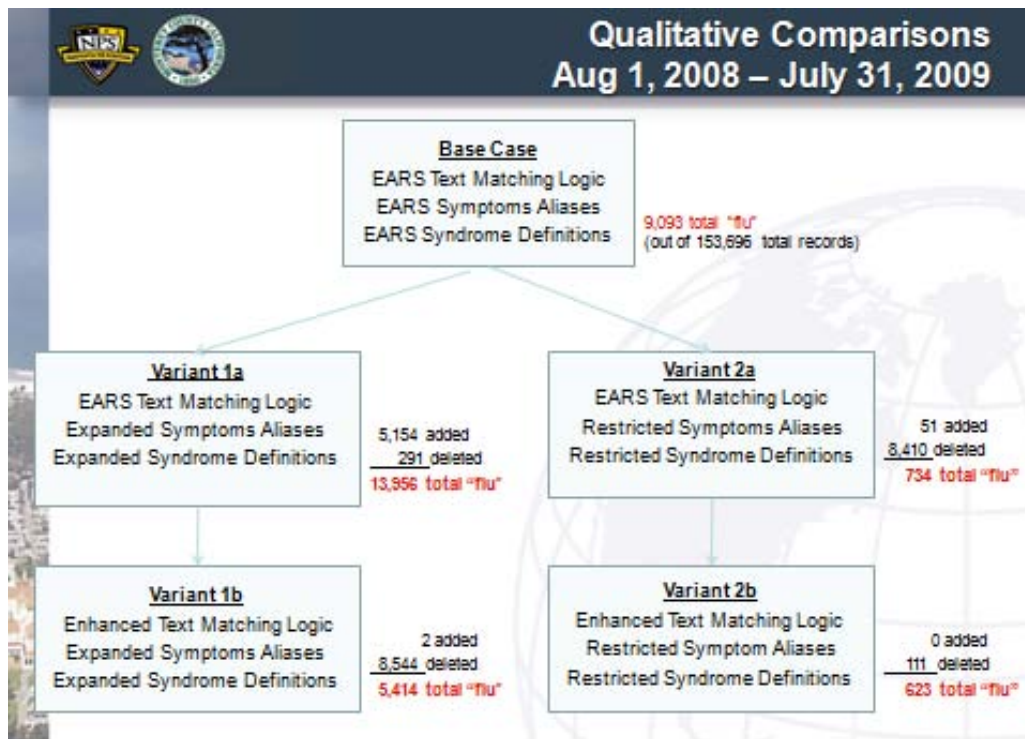 NPS
Qualitative Comparisons
Aug 1, 2008 – July 31, 2009
Base Case
EARS Text Matching Logic
EARS Symptoms Aliases
EARS Syndrome Definitions
9,093 total "flu"
(out of 153,696 total records)
Variant 1a
EARS Text Matching Logic
Expanded Symptoms Aliases
Expanded Syndrome Definitions
5,154 added
291 deleted
13,956 total "flu"
Variant 2a
EARS Text Matching Logic
Restricted Symptoms Aliases
Restricted Syndrome Definitions
51 added
8,410 deleted
734 total "flu"
Variant 1b
Enhanced Text Matching Logic
Expanded Symptoms Aliases
Expanded Syndrome Definitions
2 added
8,544 deleted
5,414 total "flu"
Variant 2b
Enhanced Text Matching Logic
Restricted Symptom Aliases
Restricted Syndrome Definitions
0 added
111 deleted
623 total "flu"